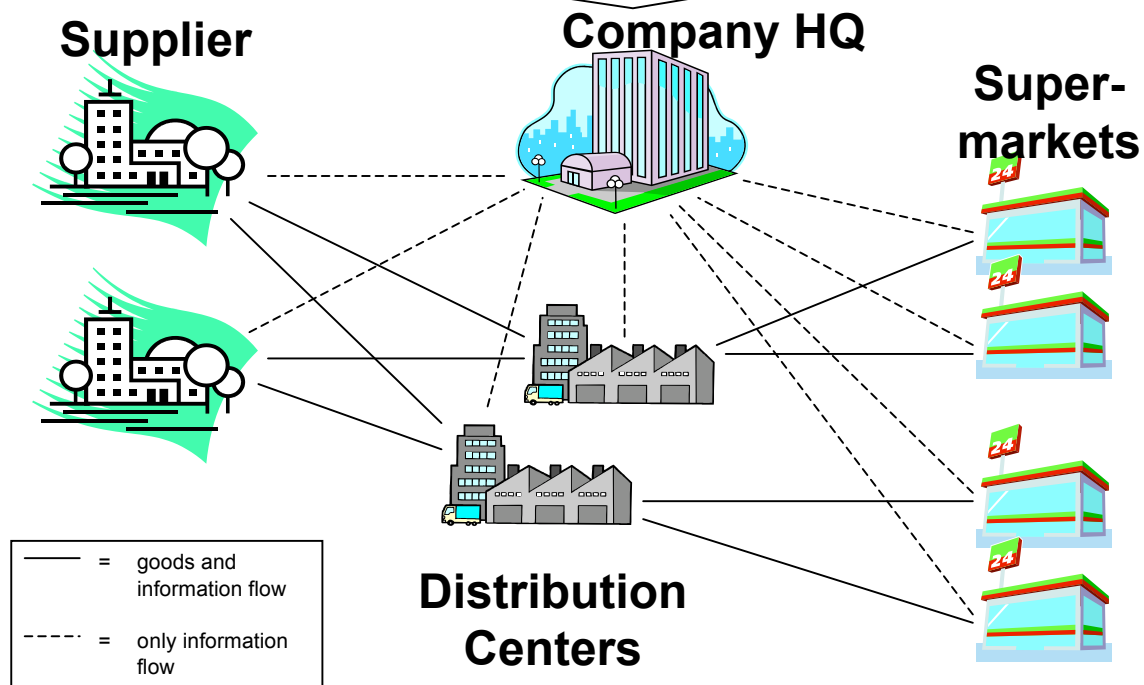 Supplier
Company HQ
Super-
markets
24
24
24
24
Distribution
Centers
= goods and
information flow
= only information
flow